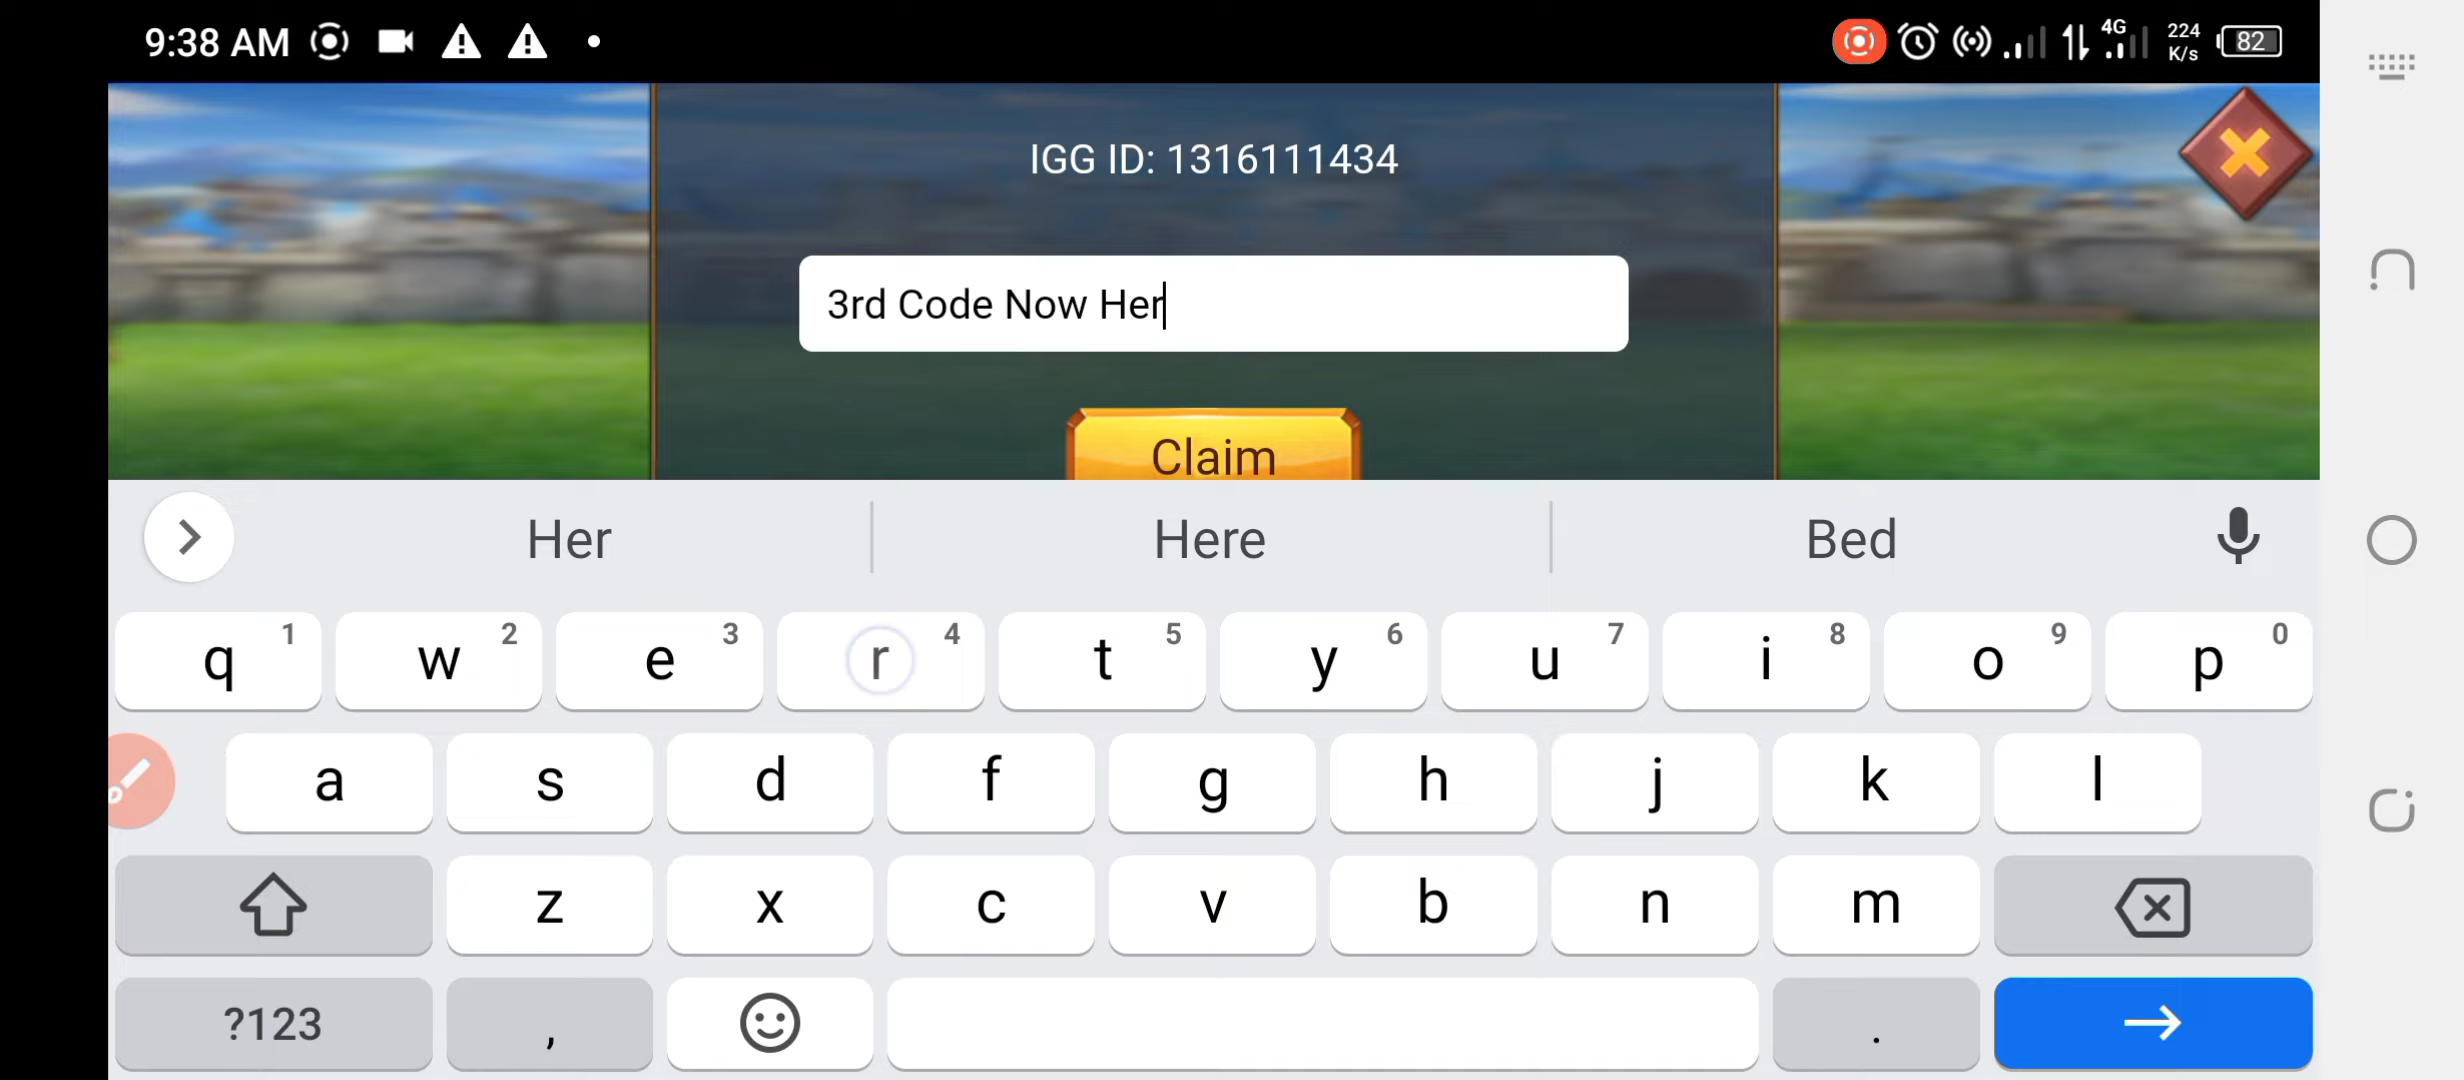 9:38 AM 4G 224 K/s 82
IGG ID: 1316111434
3rd Code Now Her
Claim
Her Here Bed
q 1 w 2 e 3 r 4 t 5 y 6 u 7 i 8 o 9 p 0
a s d f g h j k l
z x c v b n m
?123 , .